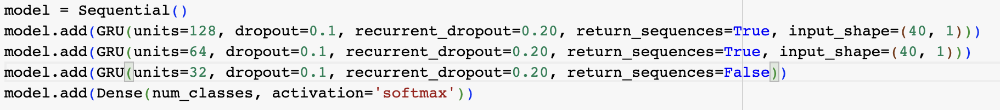 model = Sequential()
model.add(GRU(units=128, dropout=0.1, recurrent_dropout=0.20, return_sequences=True, input_shape=(40, 1)))
model.add(GRU(units=64, dropout=0.1, recurrent_dropout=0.20, return_sequences=True, input_shape=(40, 1)))
model.add(GRU(units=32, dropout=0.1, recurrent_dropout=0.20, return_sequences=False))
model.add(Dense(num_classes, activation='softmax'))